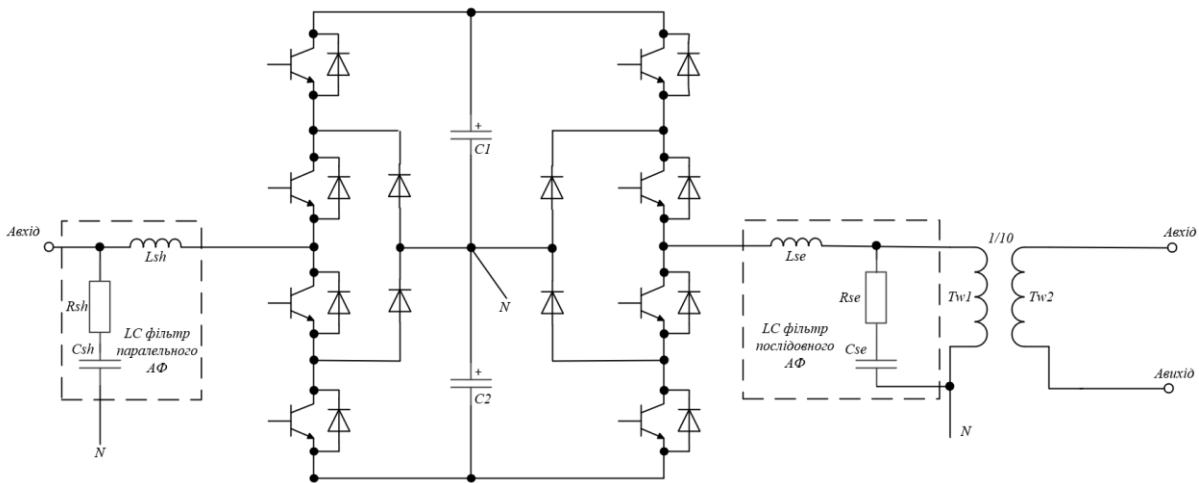 Авхід
Lsh
Rsh
LC фільтр
паралельного
АФ
Csh
N
+
C1
N
+
C2
Lse
Rse
LC фільтр
послідовного
АФ
Cse
N
1/10
Tw1
Tw2
Авхід
Авихід